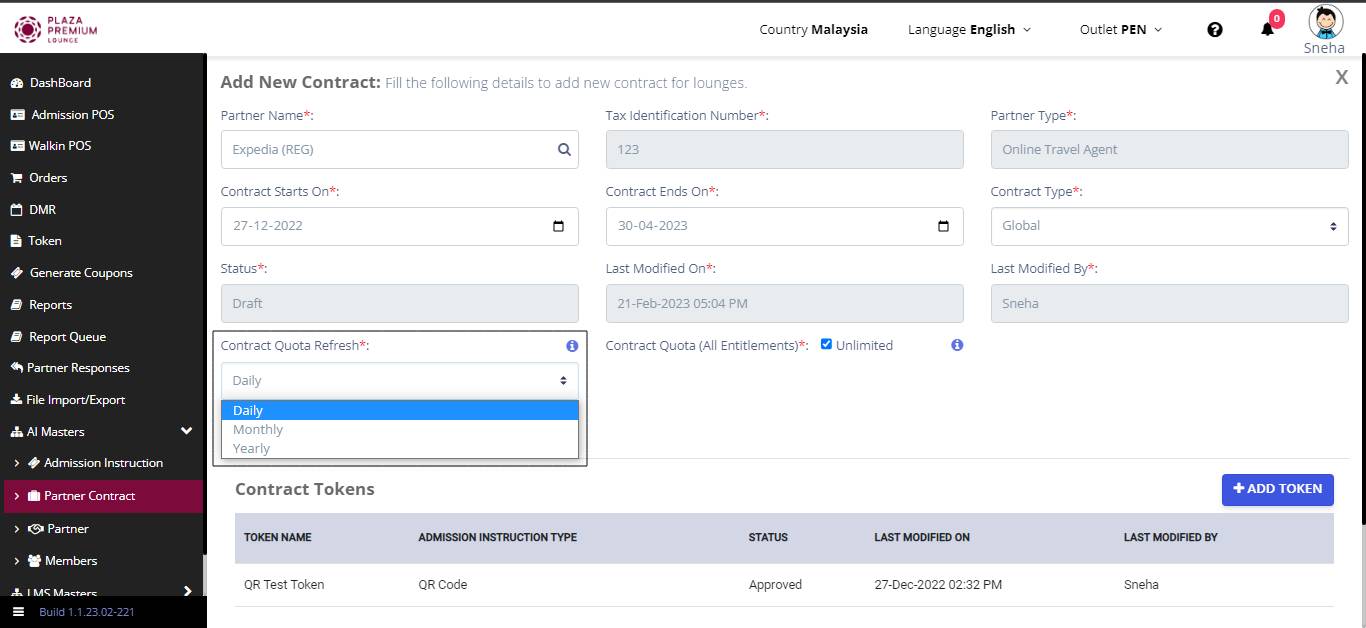 PLAZA
PREMIUM
LOUNGE
Country Malaysia
Language English
Outlet PEN
0
Sneha
DashBoard
Admission POS
Walkin POS
Orders
DMR
Token
Generate Coupons
Reports
Report Queue
Partner Responses
File Import/Export
AI Masters
Admission Instruction
Partner Contract
Partner
Members
LMS Masters
Build 1.1.23.02-221
Add New Contract: Fill the following details to add new contract for lounges.
X
Partner Name*:
Tax Identification Number*:
Partner Type*:
Expedia (REG)
123
Online Travel Agent
Contract Starts On*:
Contract Ends On*:
Contract Type*:
27-12-2022
30-04-2023
Global
Status*:
Last Modified On*:
Last Modified By*:
Draft
21-Feb-2023 05:04 PM
Sneha
Contract Quota Refresh*:
Contract Quota (All Entitlements)*: Unlimited
Daily
Daily
Monthly
Yearly
Contract Tokens
+ ADD TOKEN
TOKEN NAME ADMISSION INSTRUCTION TYPE STATUS LAST MODIFIED ON LAST MODIFIED BY
QR Test Token QR Code Approved 27-Dec-2022 02:32 PM Sneha